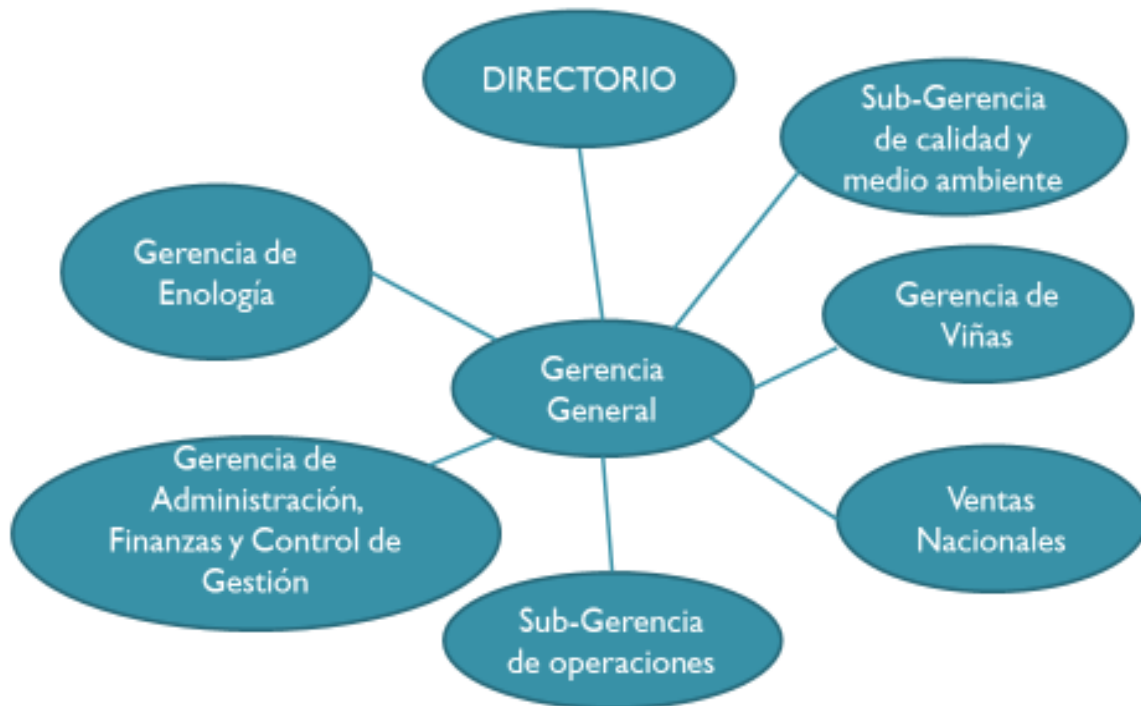 DIRECTORIO
Sub-Gerencia
de calidad y
medio ambiente
Gerencia de
Enología
Gerencia de
Viñas
Gerencia
General
Gerencia de
Administración,
Finanzas y Control de
Gestión
Ventas
Nacionales
Sub-Gerencia
de operaciones